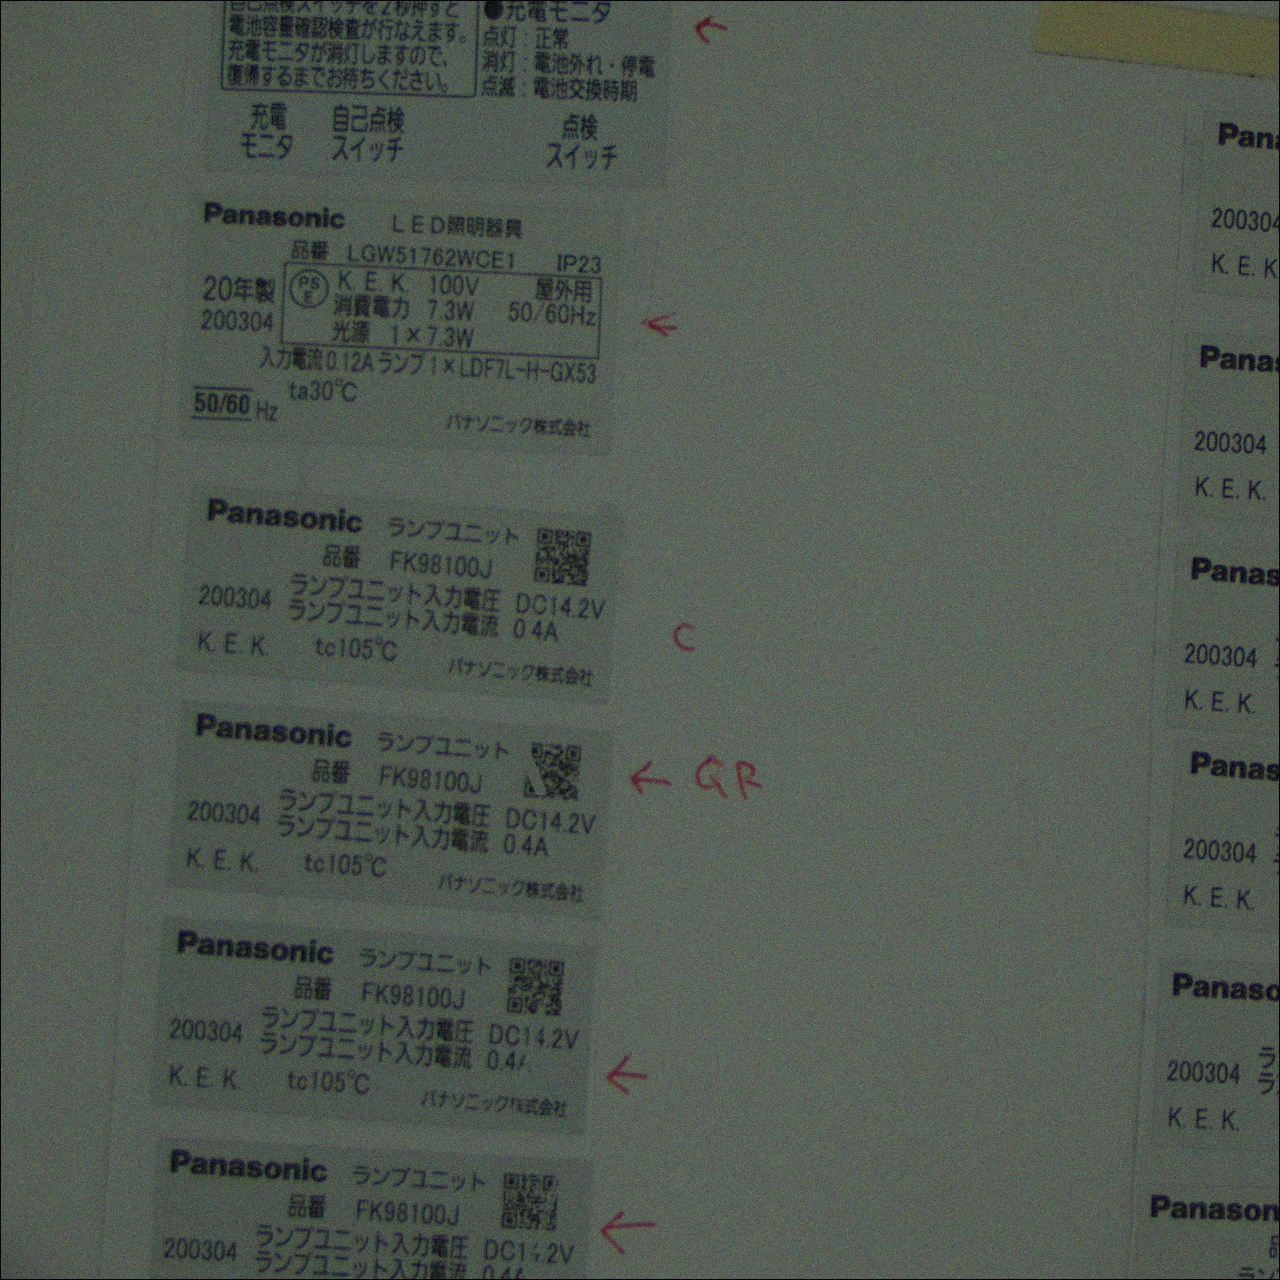 自己点検スイッチを2秒押すと
電池容量確認検査が行なえます。
充電モニタが消灯しますので、
復帰するまでお待ちください。
●充電モニタ
点灯：正常
消灯：電池外れ・停電
点滅：電池交換時期
充電
モニタ
自己点検
スイッチ
点検
スイッチ
Panasonic LED照明器具
品番 LGW51762WCE1 IP23
20年製
200304
PS
E
K.E.K. 100V 屋外用
消費電力 7.3W 50/60Hz
光源 1×7.3W
入力電流0.12A ランプ1×LDF7L-H-GX53
50/60 Hz
ta30℃
パナソニック株式会社
Panasonic ランプユニット
品番 FK98100J
200304
ランプユニット入力電圧 DC14.2V
ランプユニット入力電流 0 4A
K.E.K. tc105℃
パナソニック株式会社
C
Panasonic ランプユニット
品番 FK98100J
200304
ランプユニット入力電圧 DC14.2V
ランプユニット入力電流 0.4A
K.E.K. tc105℃
パナソニック株式会社
← QR
Panasonic ランプユニット
品番 FK98100J
200304
ランプユニット入力電圧 DC14.2V
ランプユニット入力電流 0.4
K.E.K. tc105℃
パナソニック株式会社
Panasonic ランプユニット
品番 FK98100J
200304
ランプユニット入力電圧 DC1 .2V
ランプユニット入力電流 0.4
Pana
200304
K.E.K
Panas
200304
K.E.K.
Panas
200304
K.E.K.
Panas
200304
K.E.K.
Panaso
200304
K.E.K.
Panason